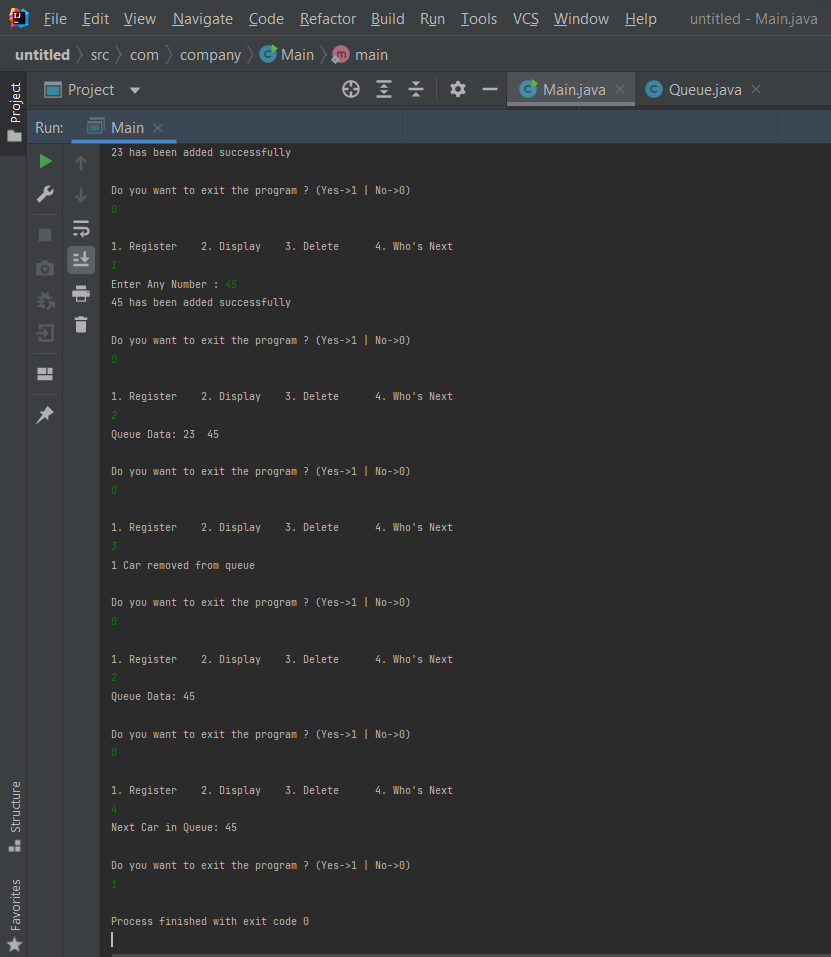 File Edit View Navigate Code Refactor Build Run Tools VCS Window Help untitled - Main.java
untitled src com company Main main
Project Main.java Queue.java
Project
Run: Main
23 has been added successfully
Do you want to exit the program ? (Yes->1 | No->0)
0
1. Register 2. Display 3. Delete 4. Who's Next
1
Enter Any Number : 45
45 has been added successfully
Do you want to exit the program ? (Yes->1 | No->0)
0
1. Register 2. Display 3. Delete 4. Who's Next
2
Queue Data: 23 45
Do you want to exit the program ? (Yes->1 | No->0)
0
1. Register 2. Display 3. Delete 4. Who's Next
3
1 Car removed from queue
Do you want to exit the program ? (Yes->1 | No->0)
0
1. Register 2. Display 3. Delete 4. Who's Next
2
Queue Data: 45
Do you want to exit the program ? (Yes->1 | No->0)
0
1. Register 2. Display 3. Delete 4. Who's Next
4
Next Car in Queue: 45
Do you want to exit the program ? (Yes->1 | No->0)
1
Process finished with exit code 0
Structure
Favorites